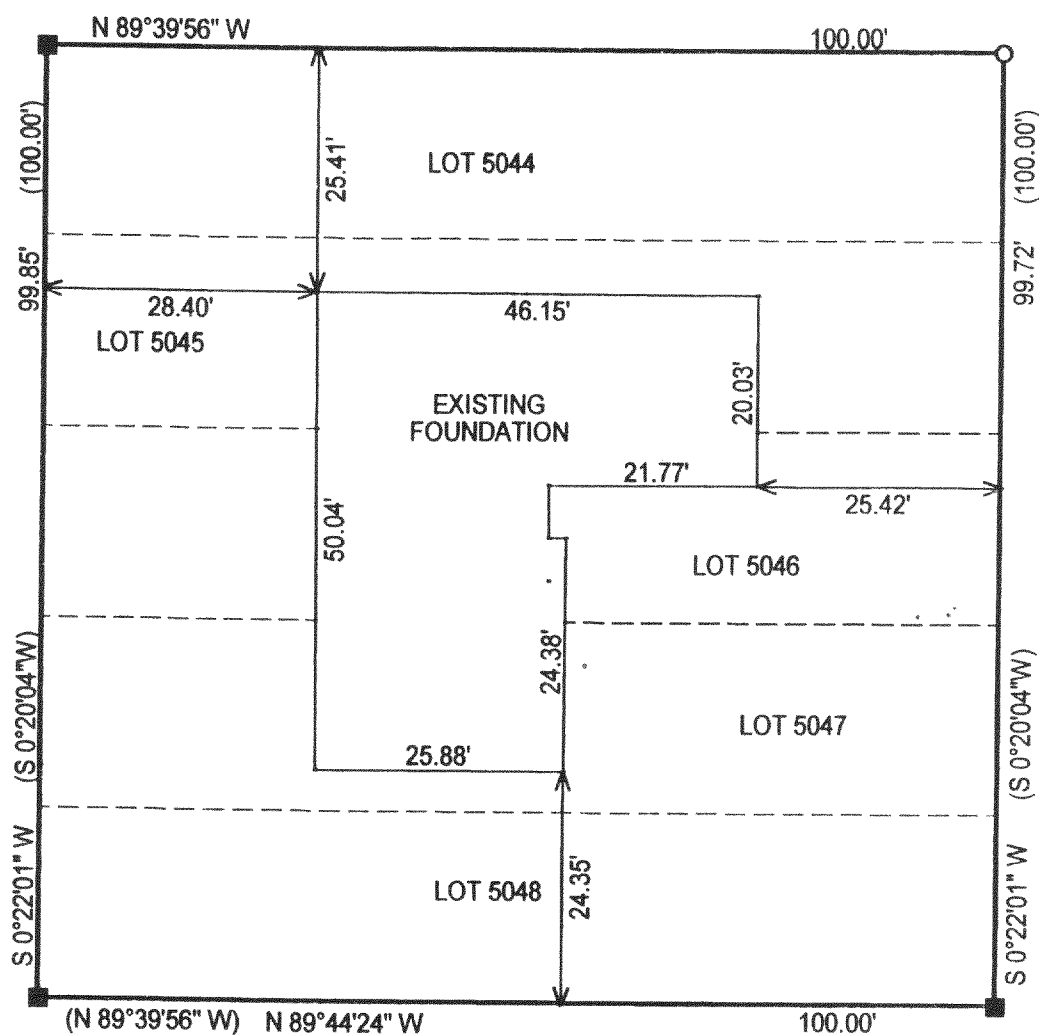 N 89°39'56" W
100.00'
(100.00')
99.85'
25.41'
LOT 5044
(100.00')
99.72'
28.40'
46.15'
LOT 5045
20.03'
EXISTING
FOUNDATION
21.77'
25.42'
50.04'
LOT 5046
24.38'
LOT 5047
(S 0°20'04"W)
(S 0°20'04"W)
25.88'
S 0°22'01" W
LOT 5048
24.35'
S 0°22'01" W
(N 89°39'56" W) N 89°44'24" W
100.00'